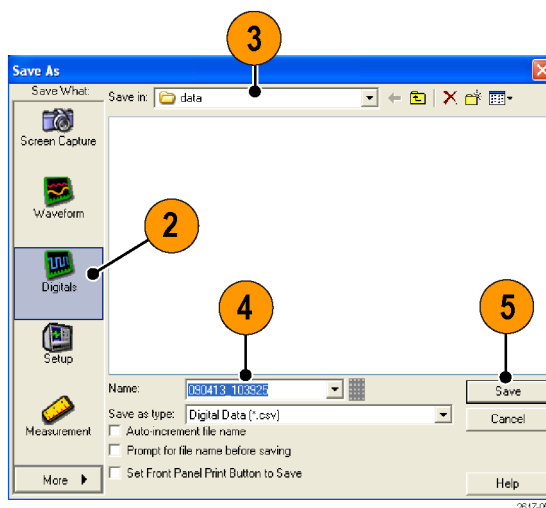 3
Save As
Save What:
Save in: data
Screen Capture
Waveform
2
Digitals
4
5
Setup
Name: 090413_103925
Save
Save as type: Digital Data (*.csv)
Cancel
Measurement
Auto-increment file name
Prompt for file name before saving
More
Set Front Panel Print Button to Save
Help